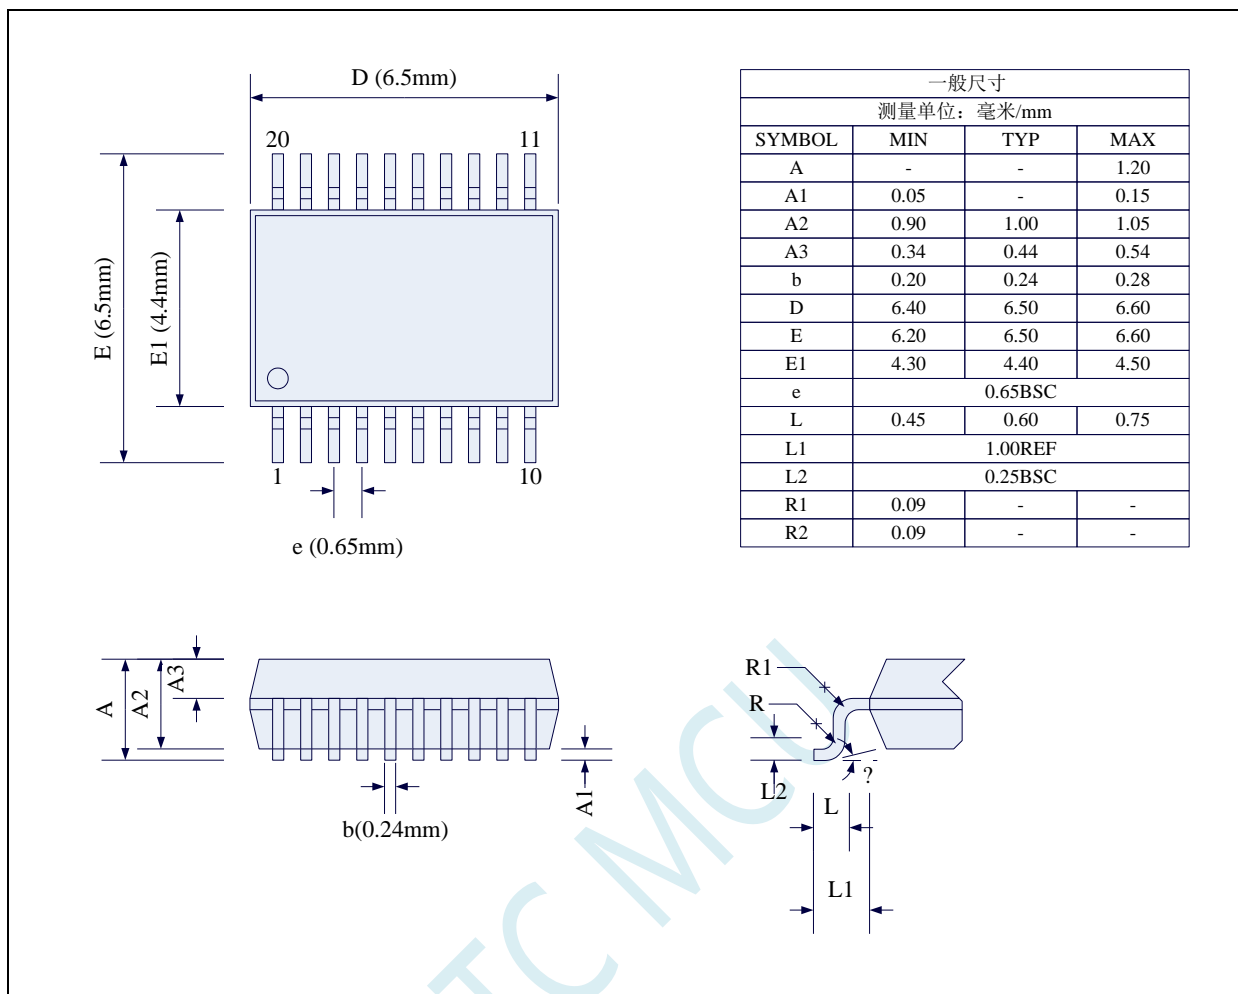 D (6.5mm)
20
11
E (6.5mm)
E1 (4.4mm)
1
10
e (0.65mm)
一般尺寸
测量单位：毫米/mm
SYMBOL MIN TYP MAX
A - - 1.20
A1 0.05 - 0.15
A2 0.90 1.00 1.05
A3 0.34 0.44 0.54
b 0.20 0.24 0.28
D 6.40 6.50 6.60
E 6.20 6.50 6.60
E1 4.30 4.40 4.50
e 0.65BSC
L 0.45 0.60 0.75
L1 1.00REF
L2 0.25BSC
R1 0.09 - -
R2 0.09 - -
A
A2
A3
A1
b(0.24mm)
R1
R
L2
?
L
L1
TC MCU